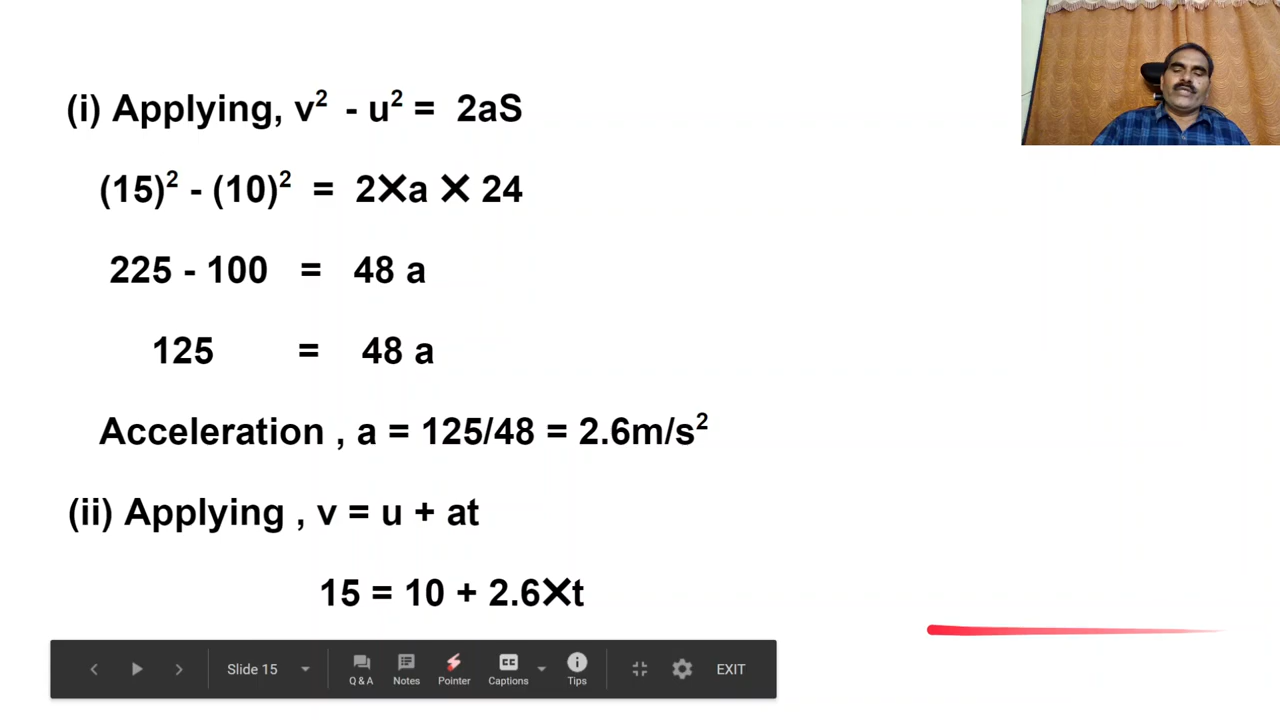 (i) Applying, v² - u² = 2aS
(15)² - (10)² = 2×a × 24
225 - 100 = 48 a
125 = 48 a
Acceleration , a = 125/48 = 2.6m/s²
(ii) Applying , v = u + at
15 = 10 + 2.6×t
Slide 15
Q & A
Notes
Pointer
CC
Captions
Tips
EXIT